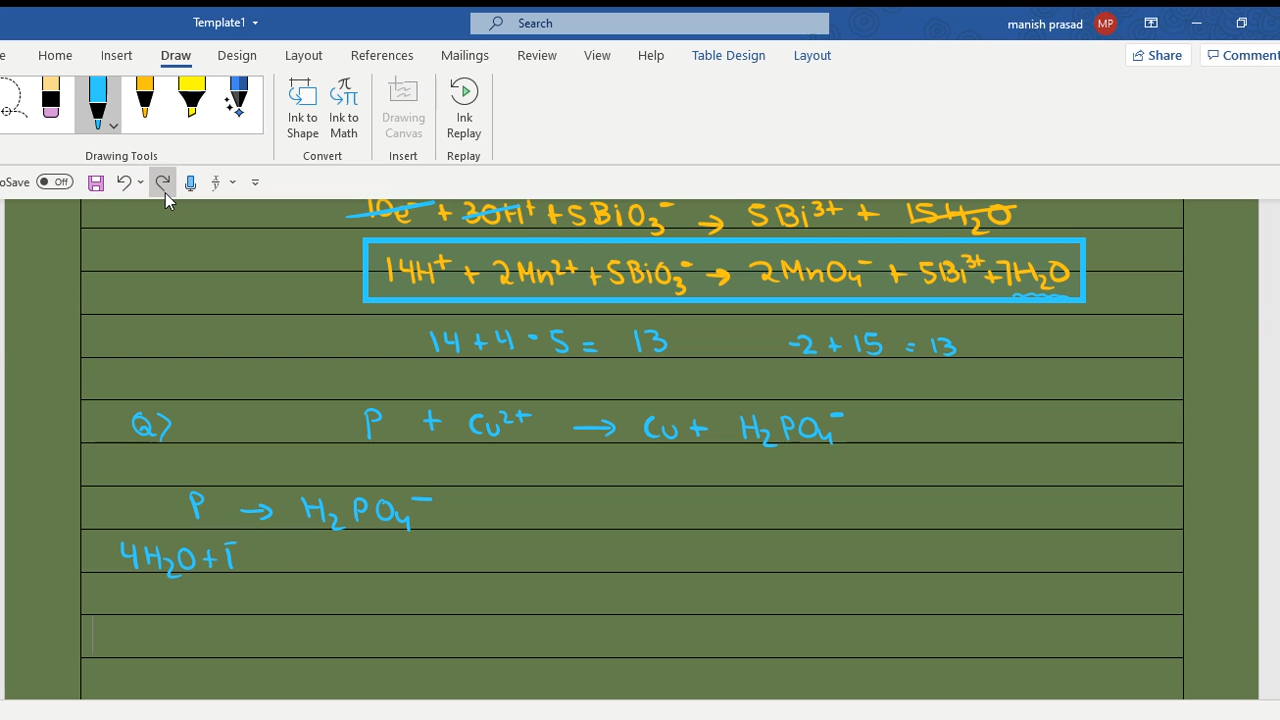 Template1
Search
manish prasad MP
Home Insert Draw Design Layout References Mailings Review View Help Table Design Layout
Share
Ink to Shape
Ink to Math
Drawing Canvas
Ink Replay
Drawing Tools Convert Insert Replay
Off
10e⁻ + 30H⁺ + 5BiO₃⁻ → 5Bi³⁺ + 15H₂O
14H⁺ + 2Mn²⁺ + 5BiO₃⁻ → 2MnO₄⁻ + 5Bi³⁺ + 7H₂O
14 + 4 - 5 = 13 -2 + 15 = 13
Q> P + Cu²⁺ → Cu + H₂PO₄⁻
P → H₂PO₄⁻
4H₂O +